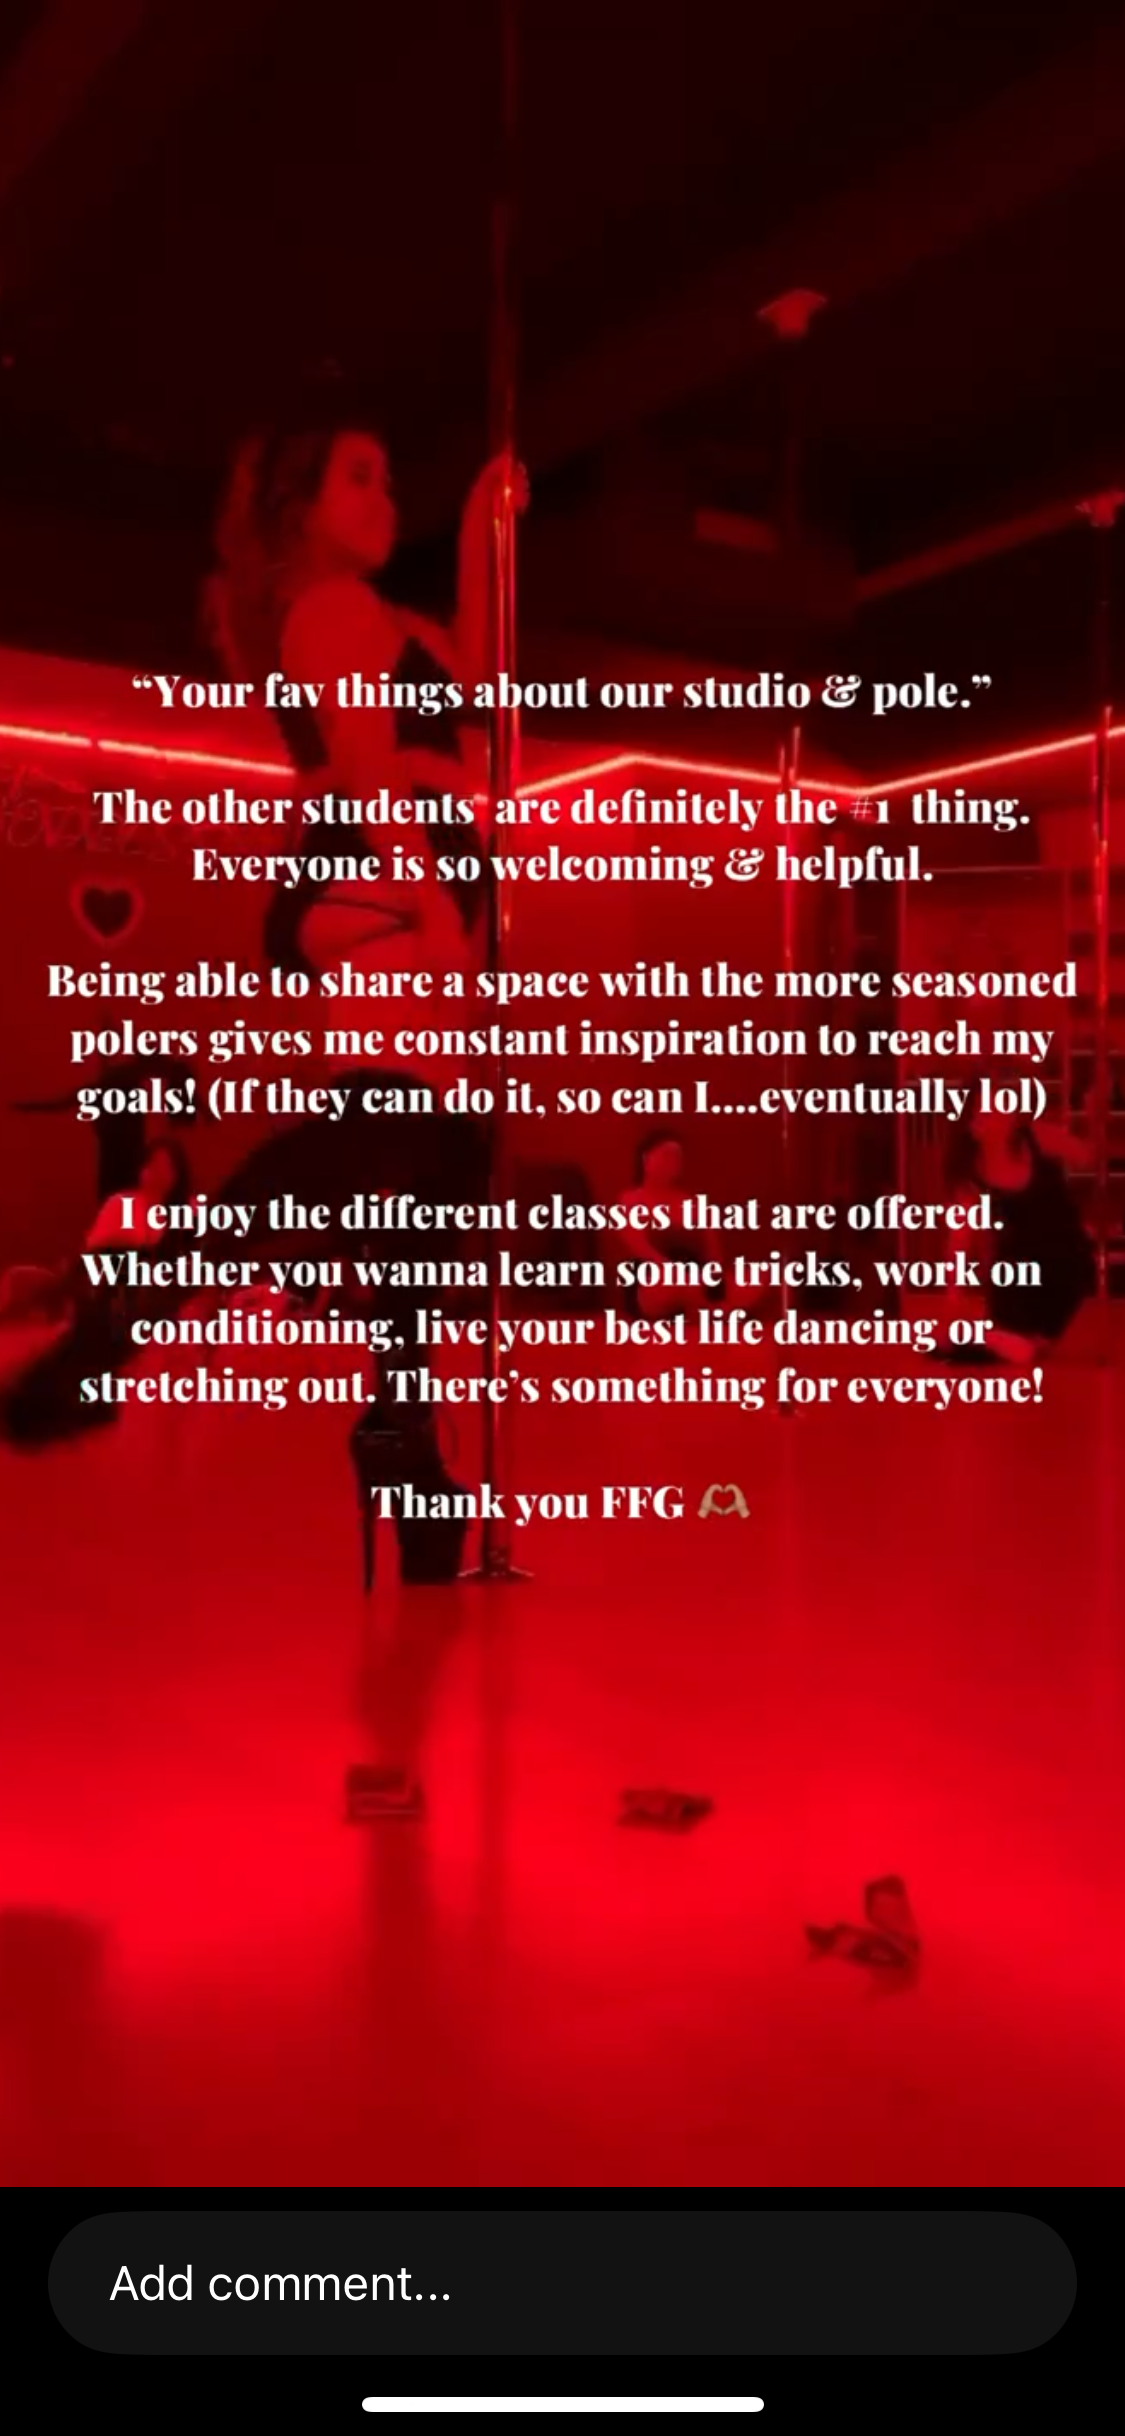 “Your fav things about our studio & pole.”
The other students are definitely the #1 thing.
Everyone is so welcoming & helpful.
Being able to share a space with the more seasoned
polers gives me constant inspiration to reach my
goals! (If they can do it, so can I....eventually lol)
I enjoy the different classes that are offered.
Whether you wanna learn some tricks, work on
conditioning, live your best life dancing or
stretching out. There’s something for everyone!
Thank you FFG 🫶🏽
Add comment...